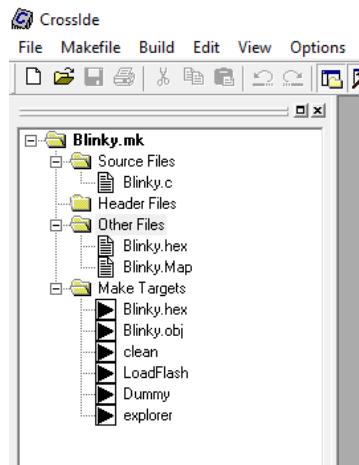 CrossIde
File Makefile Build Edit View Options
Blinky.mk
Source Files
Blinky.c
Header Files
Other Files
Blinky.hex
Blinky.Map
Make Targets
Blinky.hex
Blinky.obj
clean
LoadFlash
Dummy
explorer